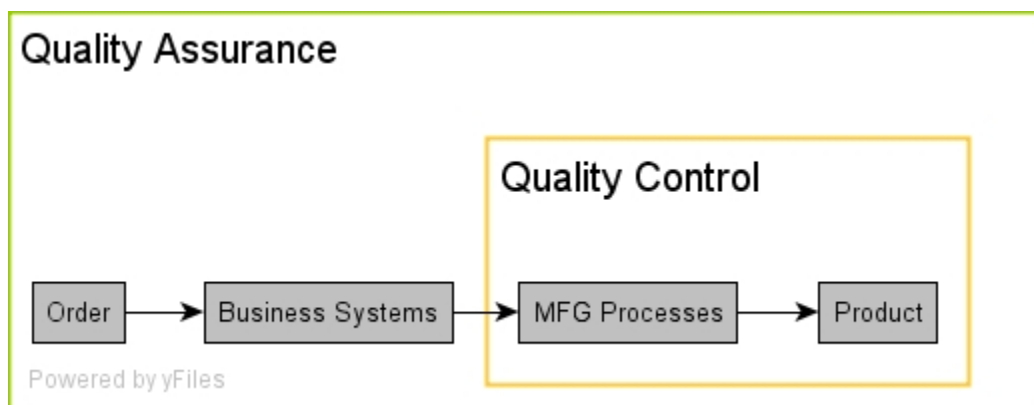 Quality Assurance
Quality Control
Order
Business Systems
MFG Processes
Product
Powered by yFiles